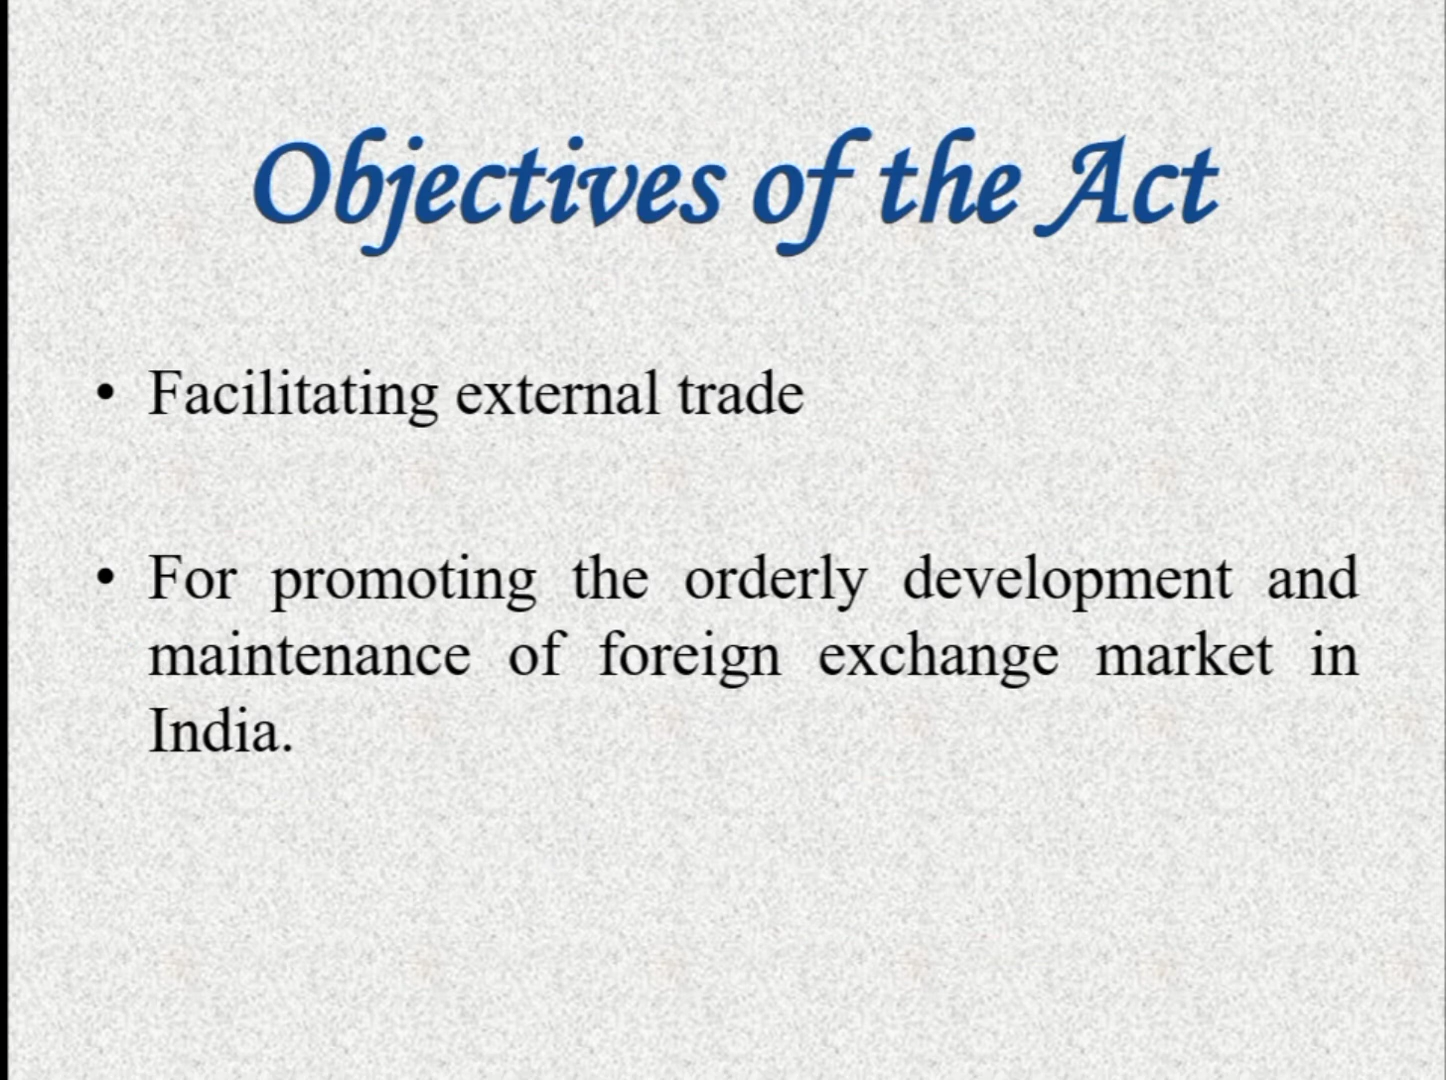 Objectives of the Act
• Facilitating external trade
• For promoting the orderly development and
maintenance of foreign exchange market in
India.